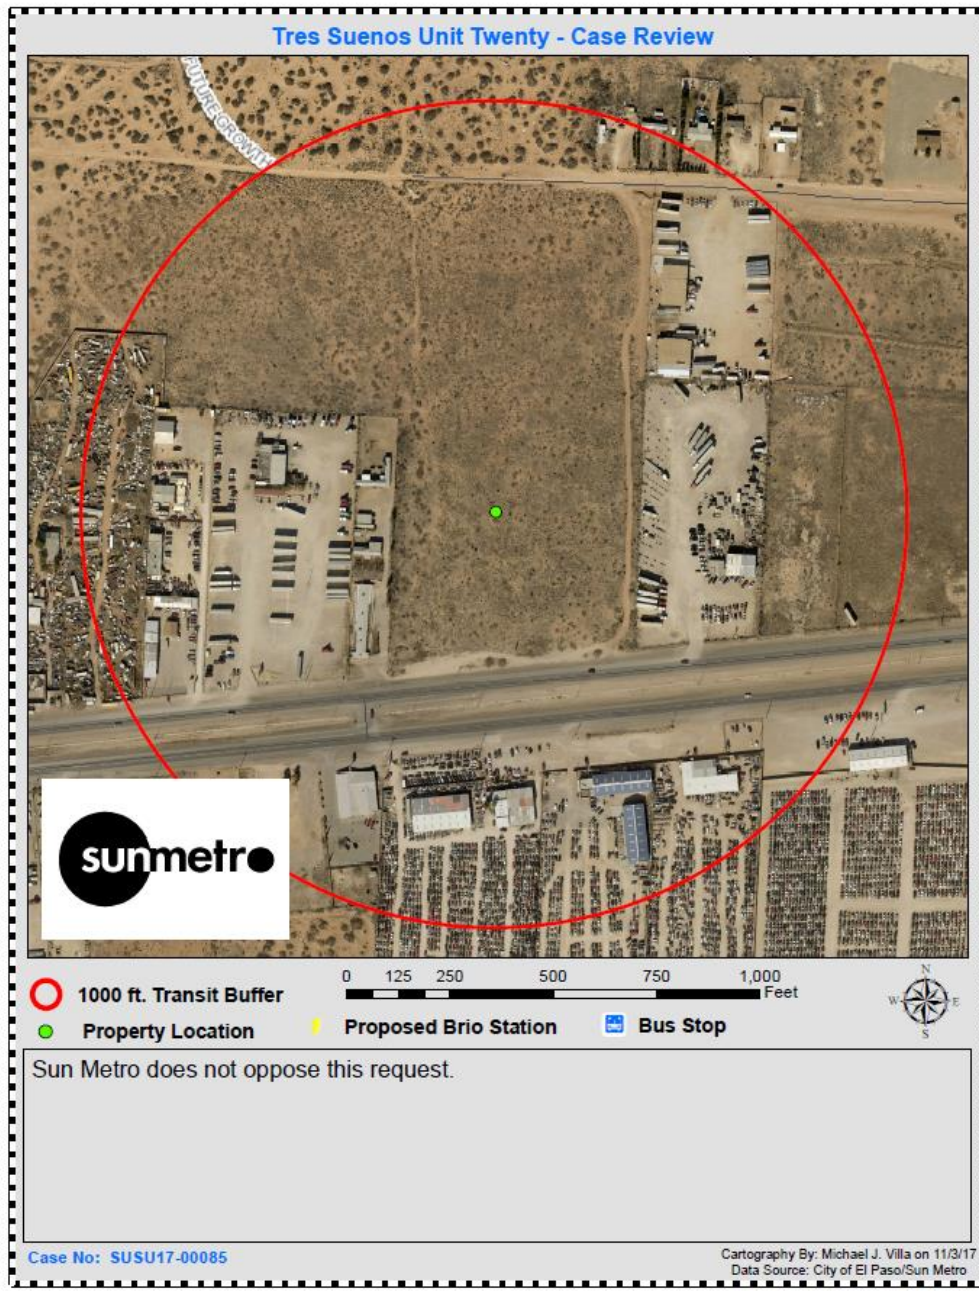 Tres Suenos Unit Twenty - Case Review
FUTURE GROWTH
sunmetro
0 125 250 500 750 1,000
Feet
1000 ft. Transit Buffer
N
W E
S
Property Location
Proposed Brio Station
Bus Stop
Sun Metro does not oppose this request.
Case No: SUSU17-00085
Cartography By: Michael J. Villa on 11/3/17
Data Source: City of El Paso/Sun Metro